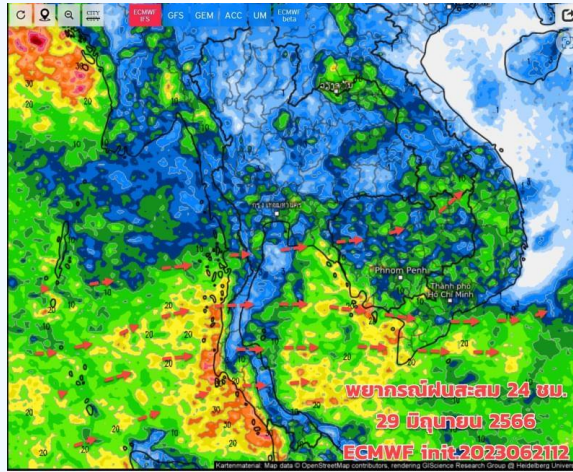 CITY
ECMWF
IFS
GFS
GEM
ACC
UM
ECMWF
beta
กรุงเทพมหานคร
Phnom Penh
Thành phố
Hồ Chí Minh
พยากรณ์ฝนสะสม 24 ชม.
29 มิถุนายน 2566
ECMWF init.2023062112
Kartenmaterial: Map data © OpenStreetMap contributors, rendering GIScience Research Group @ Heidelberg Unive